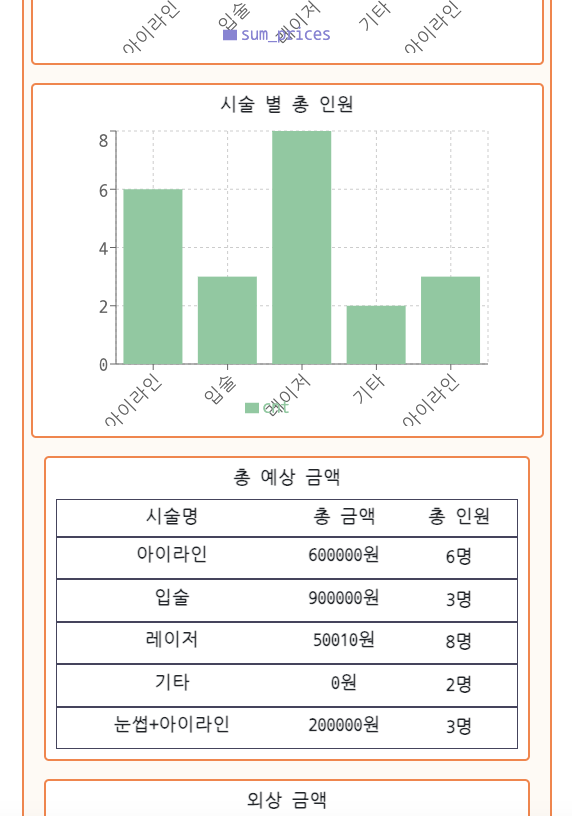 아이라인 입술 레이저 기타 아이라인
sum_prices
시술 별 총 인원
8
6
4
2
0
아이라인 입술 레이저 기타 아이라인
cnt
총 예상 금액
시술명 총 금액 총 인원
아이라인 600000원 6명
입술 900000원 3명
레이저 50010원 8명
기타 0원 2명
눈썹+아이라인 200000원 3명
외상 금액